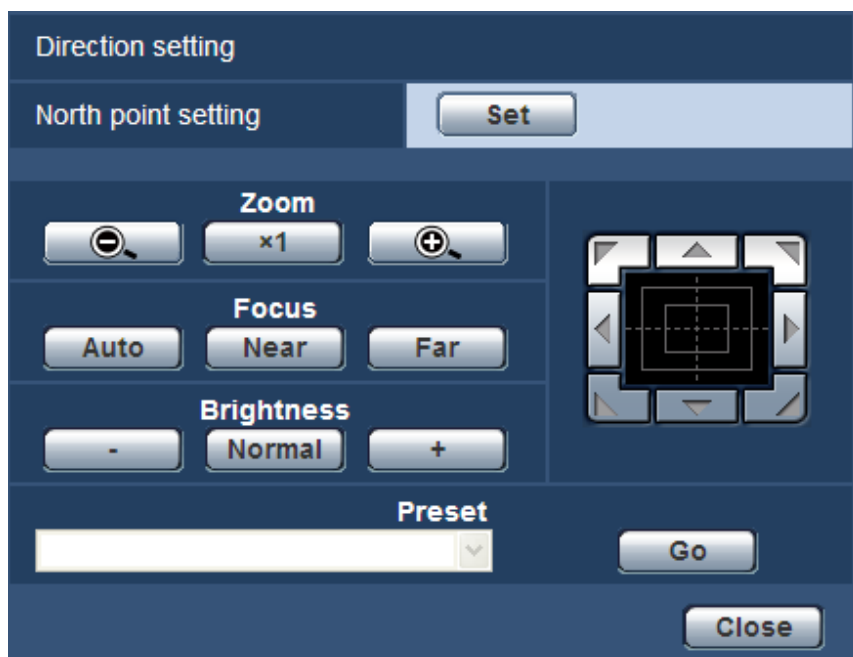 Direction setting
North point setting Set
Zoom
×1
Focus
Auto Near Far
Brightness
- Normal +
Preset
Go
Close